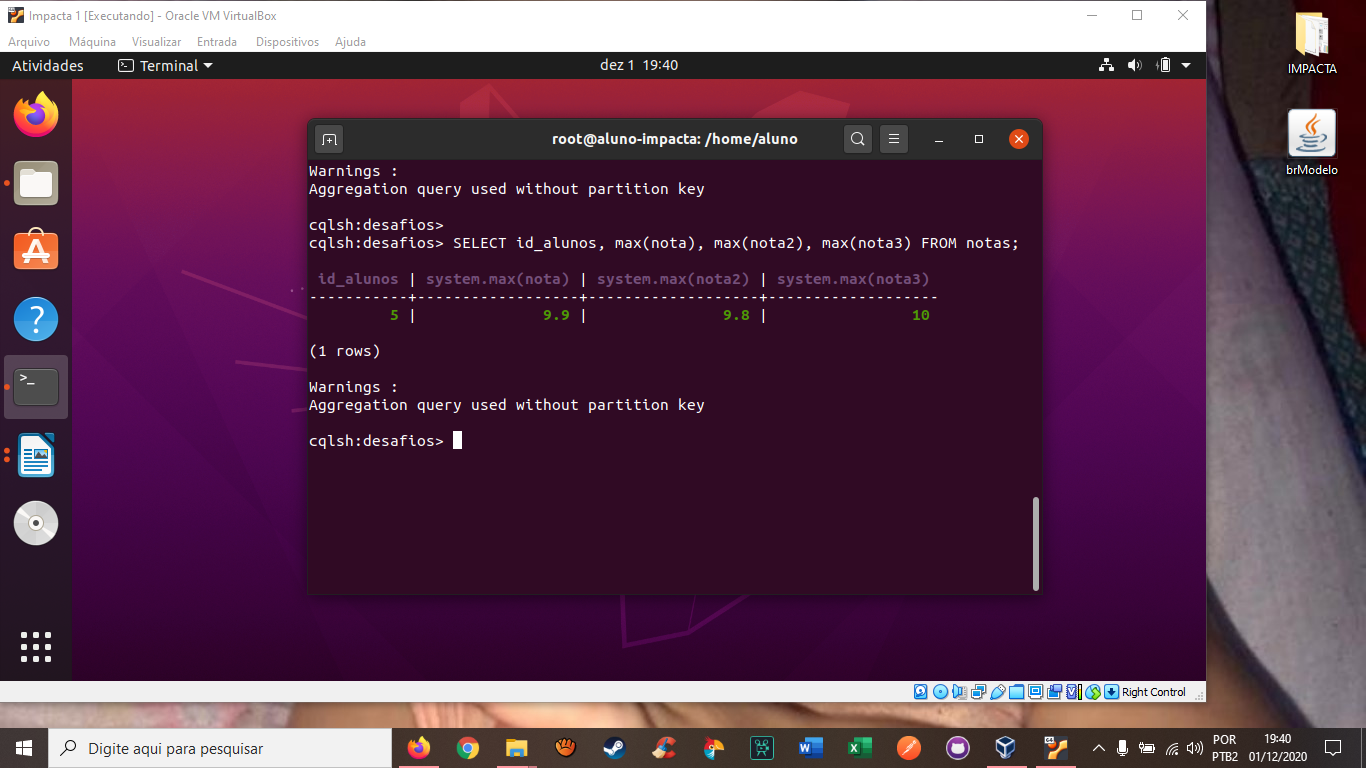 Impacta 1 [Executando] - Oracle VM VirtualBox
Arquivo Máquina Visualizar Entrada Dispositivos Ajuda
Atividades Terminal dez 1 19:40
IMPACTA
brModelo
root@aluno-impacta: /home/aluno
Warnings :
Aggregation query used without partition key
cqlsh:desafios>
cqlsh:desafios> SELECT id_alunos, max(nota), max(nota2), max(nota3) FROM notas;
id_alunos | system.max(nota) | system.max(nota2) | system.max(nota3)
-----------+------------------+-------------------+-------------------
5 | 9.9 | 9.8 | 10
(1 rows)
Warnings :
Aggregation query used without partition key
cqlsh:desafios>
Right Control
Digite aqui para pesquisar
POR
PTB2
19:40
01/12/2020